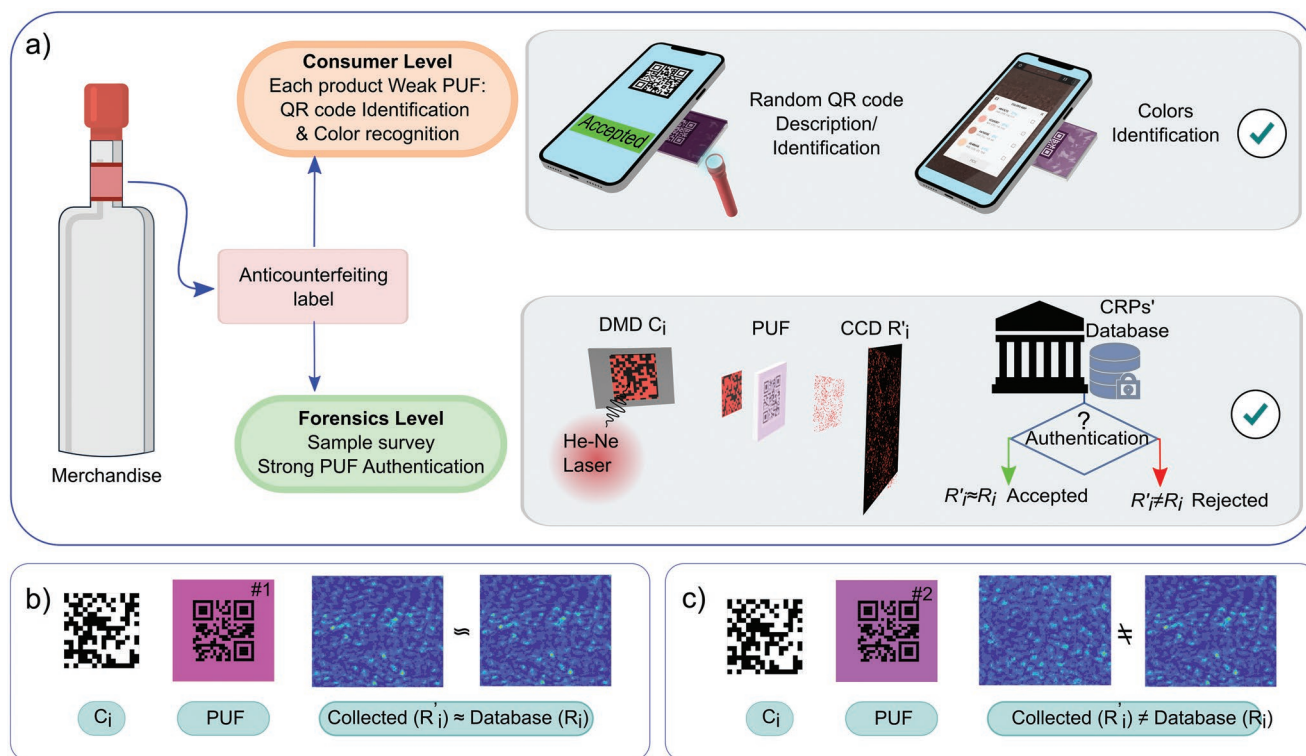 a)
Merchandise
Anticounterfeiting
label
Consumer Level
Each product Weak PUF:
QR code Identification
& Color recognition
Forensics Level
Sample survey
Strong PUF Authentication
Accepted
Random QR code
Description/
Identification
Colors
Identification
DMD Cᵢ
He-Ne
Laser
PUF
CCD R'ᵢ
CRPs'
Database
?
Authentication
R'ᵢ≈Rᵢ Accepted
R'ᵢ≠Rᵢ Rejected
b)
#1
≈
Cᵢ
PUF
Collected (R'ᵢ) ≈ Database (Rᵢ)
c)
#2
≠
Cᵢ
PUF
Collected (R'ᵢ) ≠ Database (Rᵢ)